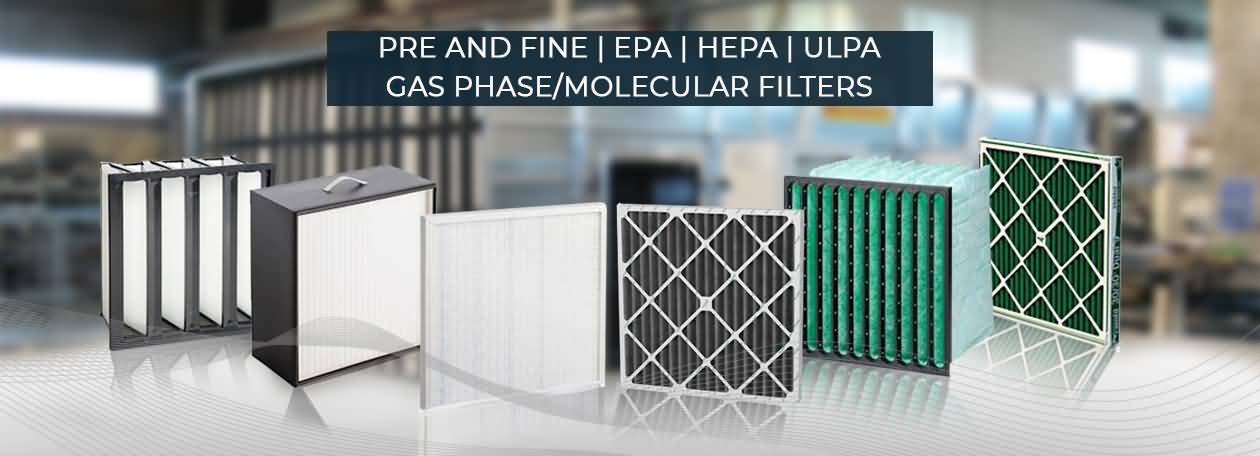 PRE AND FINE | EPA | HEPA | ULPA
GAS PHASE/MOLECULAR FILTERS